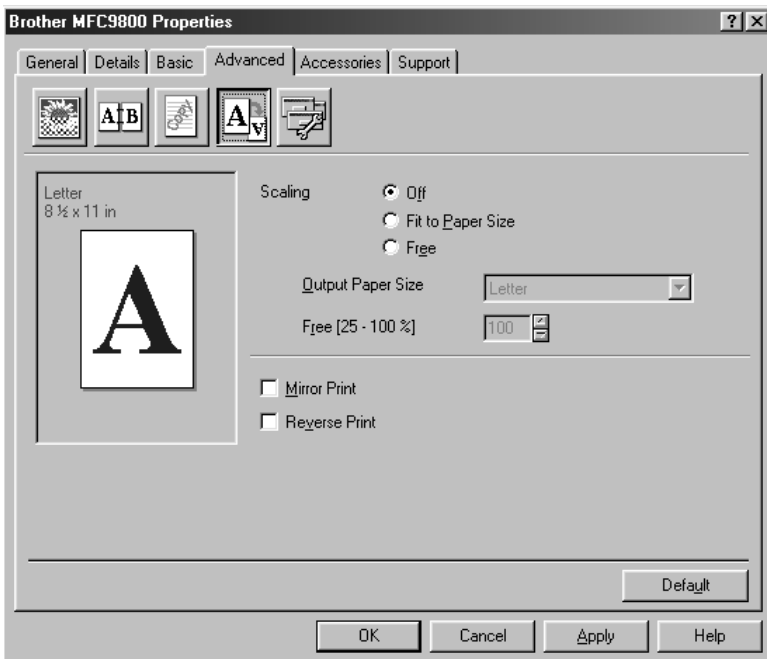 Brother MFC9800 Properties
? X
General Details Basic Advanced Accessories Support
A B COPY A A
Letter
8 ½ x 11 in
A
Scaling
Off
Fit to Paper Size
Free
Output Paper Size Letter
Free [25 - 100 %] 100
Mirror Print
Reverse Print
Default
OK Cancel Apply Help